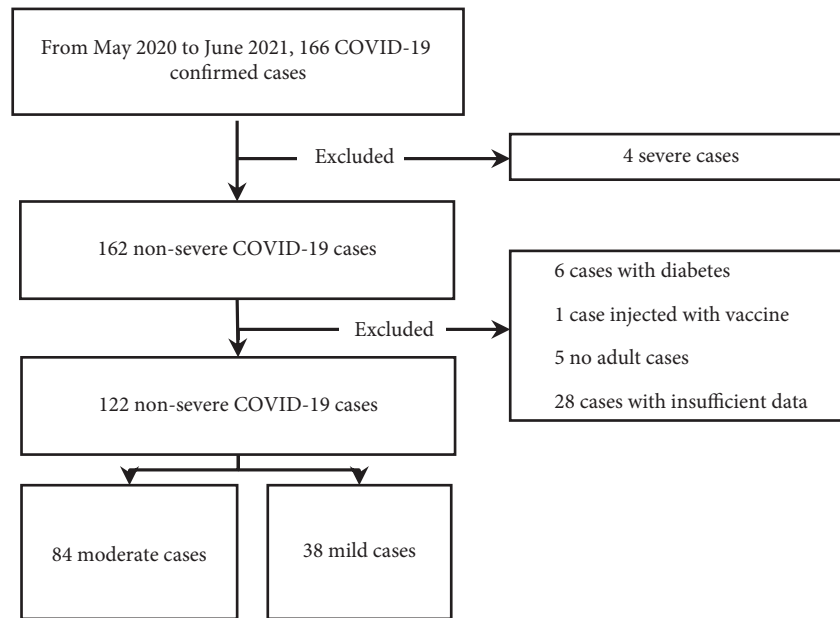 From May 2020 to June 2021, 166 COVID-19
confirmed cases
Excluded
4 severe cases
162 non-severe COVID-19 cases
Excluded
6 cases with diabetes
1 case injected with vaccine
5 no adult cases
28 cases with insufficient data
122 non-severe COVID-19 cases
84 moderate cases
38 mild cases